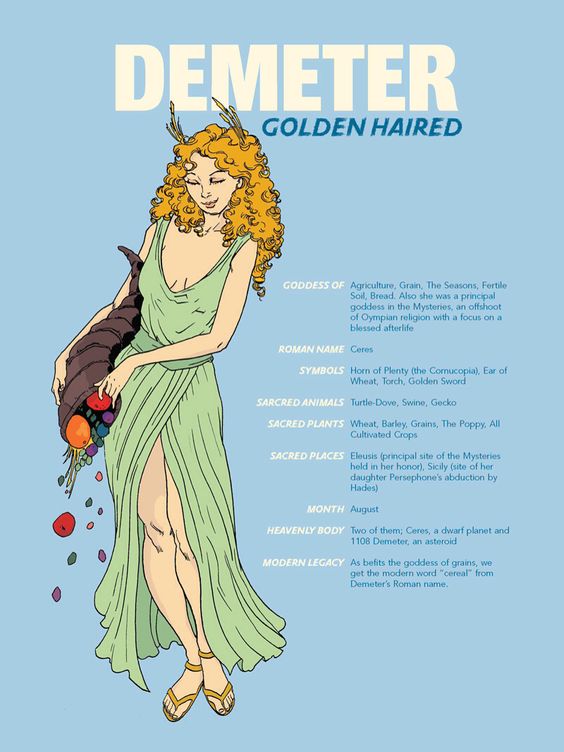 DEMETER
GOLDEN HAIRED
GODDESS OF Agriculture, Grain, The Seasons, Fertile
Soil, Bread. Also she was a principal
goddess in the Mysteries, an offshoot
of Oympian religion with a focus on a
blessed afterlife
ROMAN NAME Ceres
SYMBOLS Horn of Plenty (the Cornucopia), Ear of
Wheat, Torch, Golden Sword
SARCRED ANIMALS Turtle-Dove, Swine, Gecko
SACRED PLANTS Wheat, Barley, Grains, The Poppy, All
Cultivated Crops
SACRED PLACES Eleusis (principal site of the Mysteries
held in her honor), Sicily (site of her
daughter Persephone's abduction by
Hades)
MONTH August
HEAVENLY BODY Two of them; Ceres, a dwarf planet and
1108 Demeter, an asteroid
MODERN LEGACY As befits the goddess of grains, we
get the modern word "cereal" from
Demeter's Roman name.